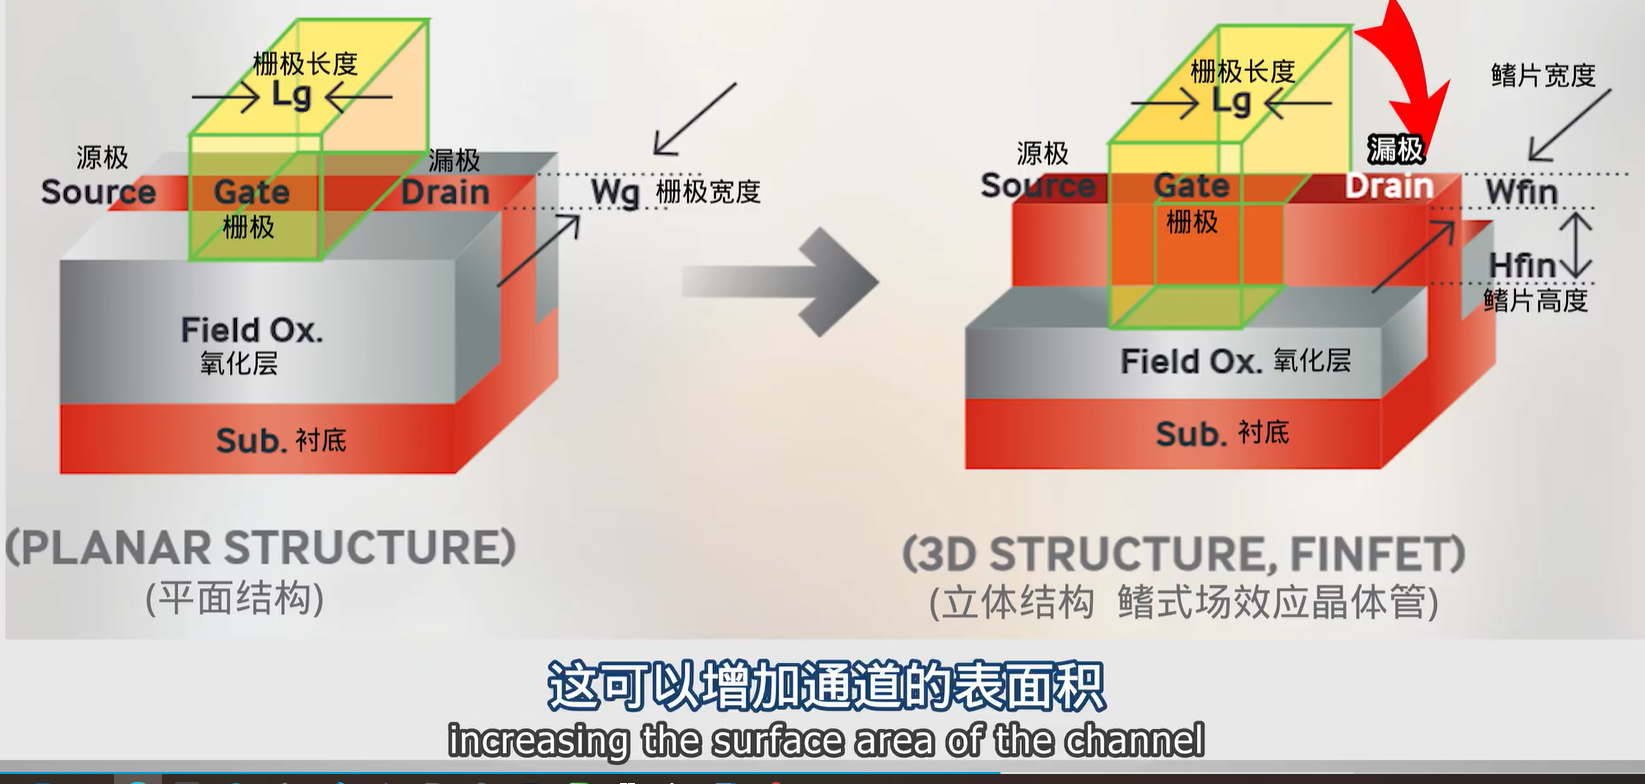 栅极长度
Lg
源极
Source
Gate
栅极
漏极
Drain
Wg 栅极宽度
Field Ox.
氧化层
Sub. 衬底
(PLANAR STRUCTURE)
(平面结构)
栅极长度
Lg
鳍片宽度
源极
Source
Gate
栅极
漏极
Drain
Wfin
Hfin
鳍片高度
Field Ox. 氧化层
Sub. 衬底
(3D STRUCTURE, FINFET)
(立体结构 鳍式场效应晶体管)
这可以增加通道的表面积
increasing the surface area of the channel